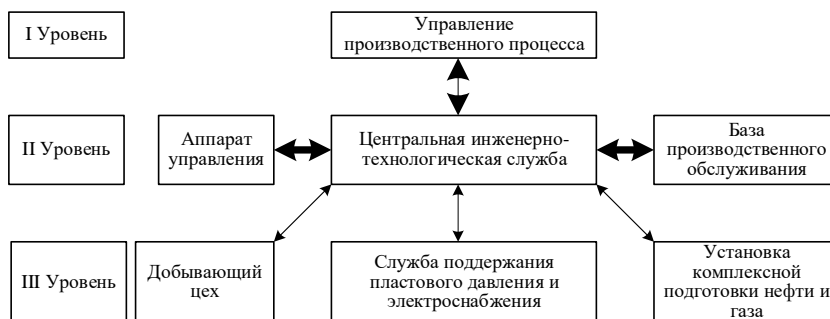 I Уровень
Управление
производственного процесса
II Уровень
Аппарат
управления
Центральная инженерно-
технологическая служба
База
производственного
обслуживания
III Уровень
Добывающий
цех
Служба поддержания
пластового давления и
электроснабжения
Установка
комплексной
подготовки нефти и
газа